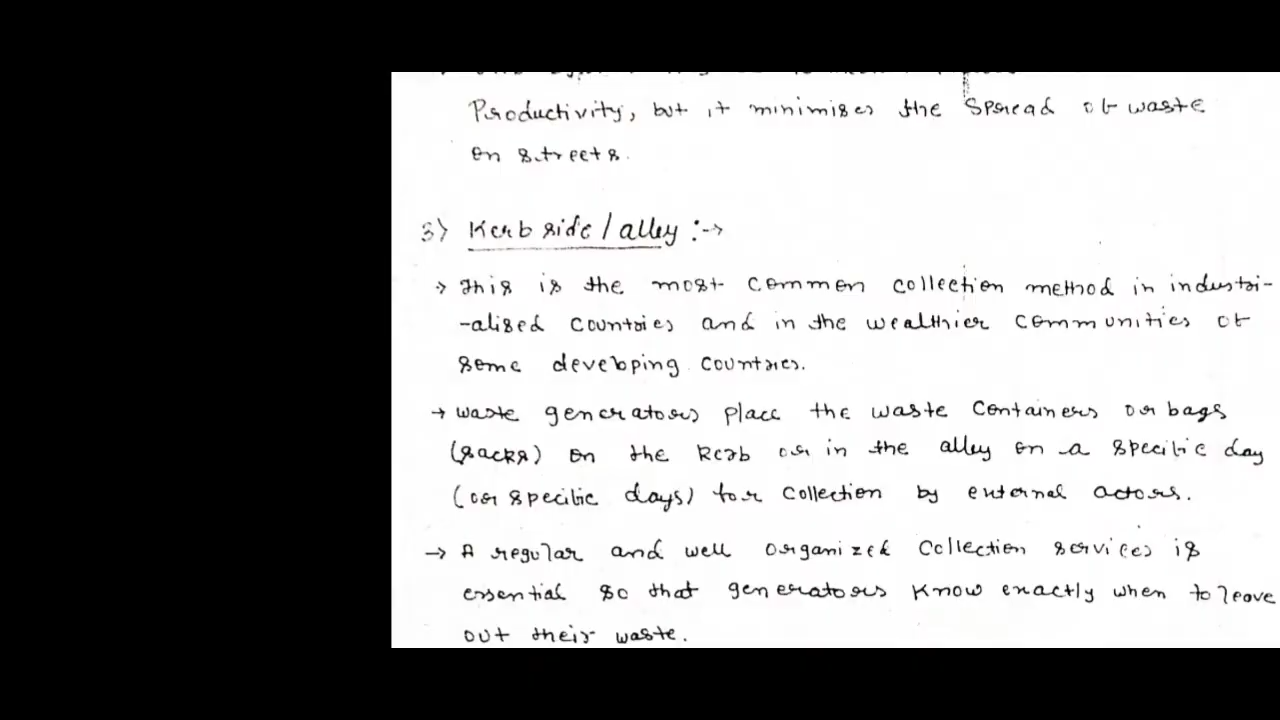 Productivity, but it minimises the spread of waste
on streets.
3) Kerbside/alley :→
→ This is the most common collection method in industri-
-alised countries and in the wealthier communities of
some developing countries.
→ waste generators place the waste containers or bags
(sacks) on the kerb or in the alley on a specific day
(or specific days) for collection by external actors.
→ A regular and well organized collection services is
essential so that generators know exactly when to leave
out their waste.